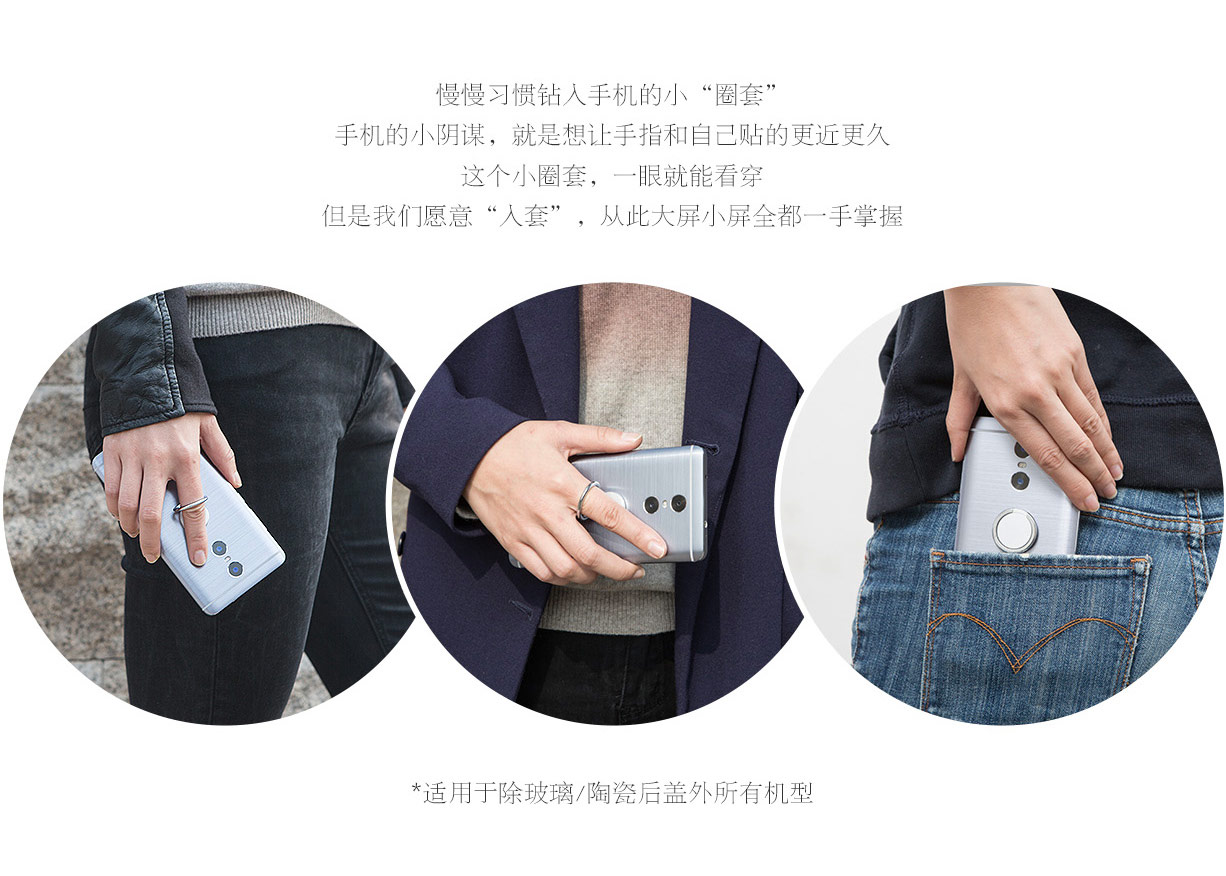 慢慢习惯钻入手机的小“圈套”
手机的小阴谋，就是想让手指和自己贴的更近更久
这个小圈套，一眼就能看穿
但是我们愿意“入套”，从此大屏小屏全都一手掌握
*适用于除玻璃/陶瓷后盖外所有机型